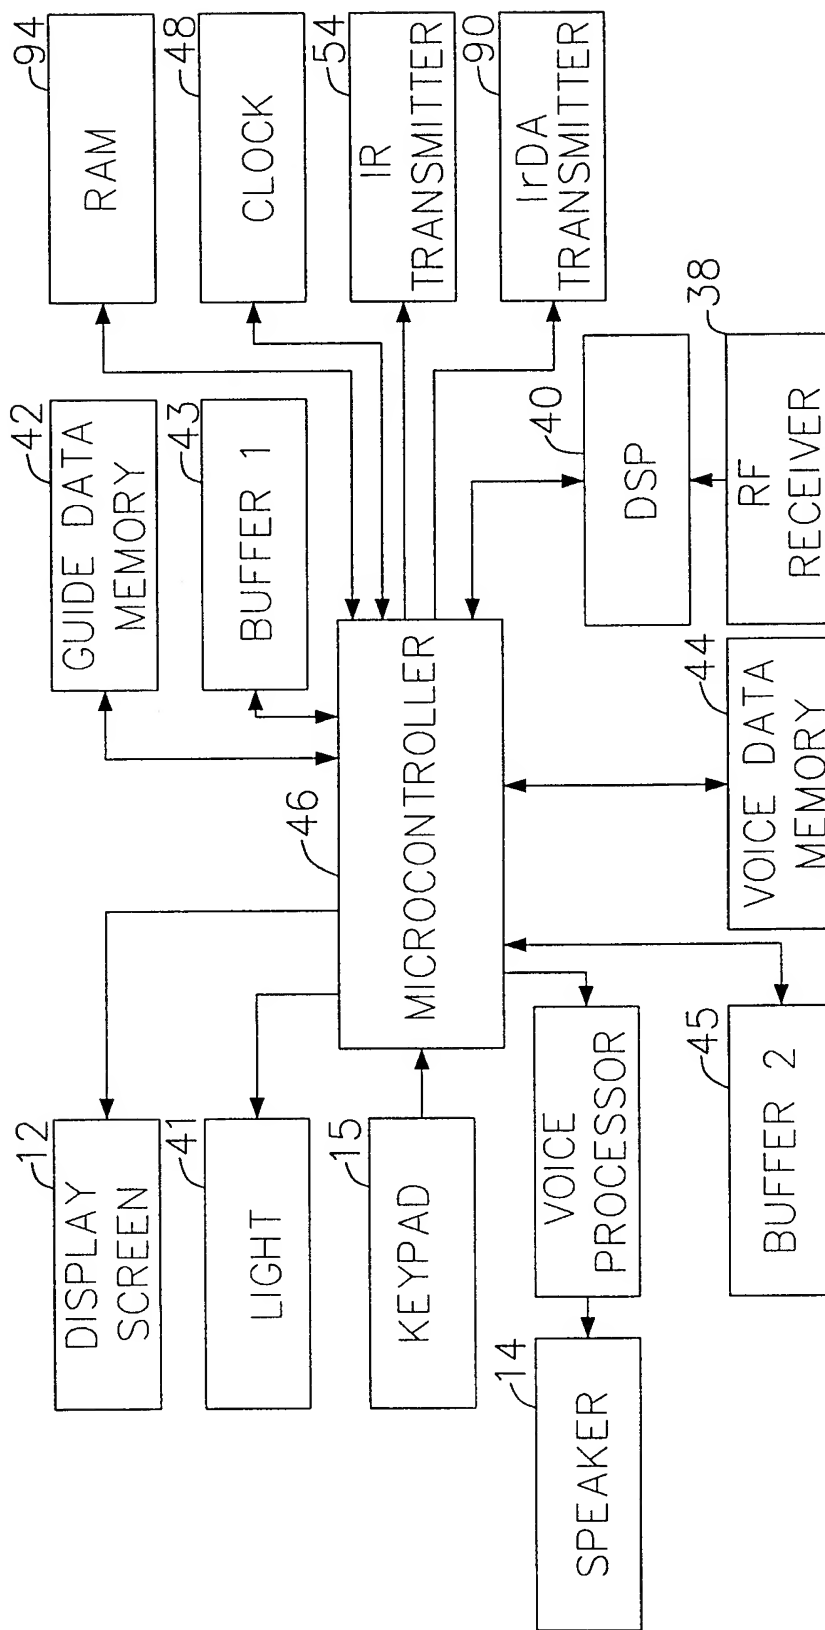 12
DISPLAY
SCREEN
41
LIGHT
15
KEYPAD
14
SPEAKER
VOICE
PROCESSOR
45
BUFFER 2
46
MICROCONTROLLER
42
GUIDE DATA
MEMORY
43
BUFFER 1
44
VOICE DATA
MEMORY
94
RAM
48
CLOCK
54
IR
TRANSMITTER
90
IrDA
TRANSMITTER
40
DSP
38
RF
RECEIVER